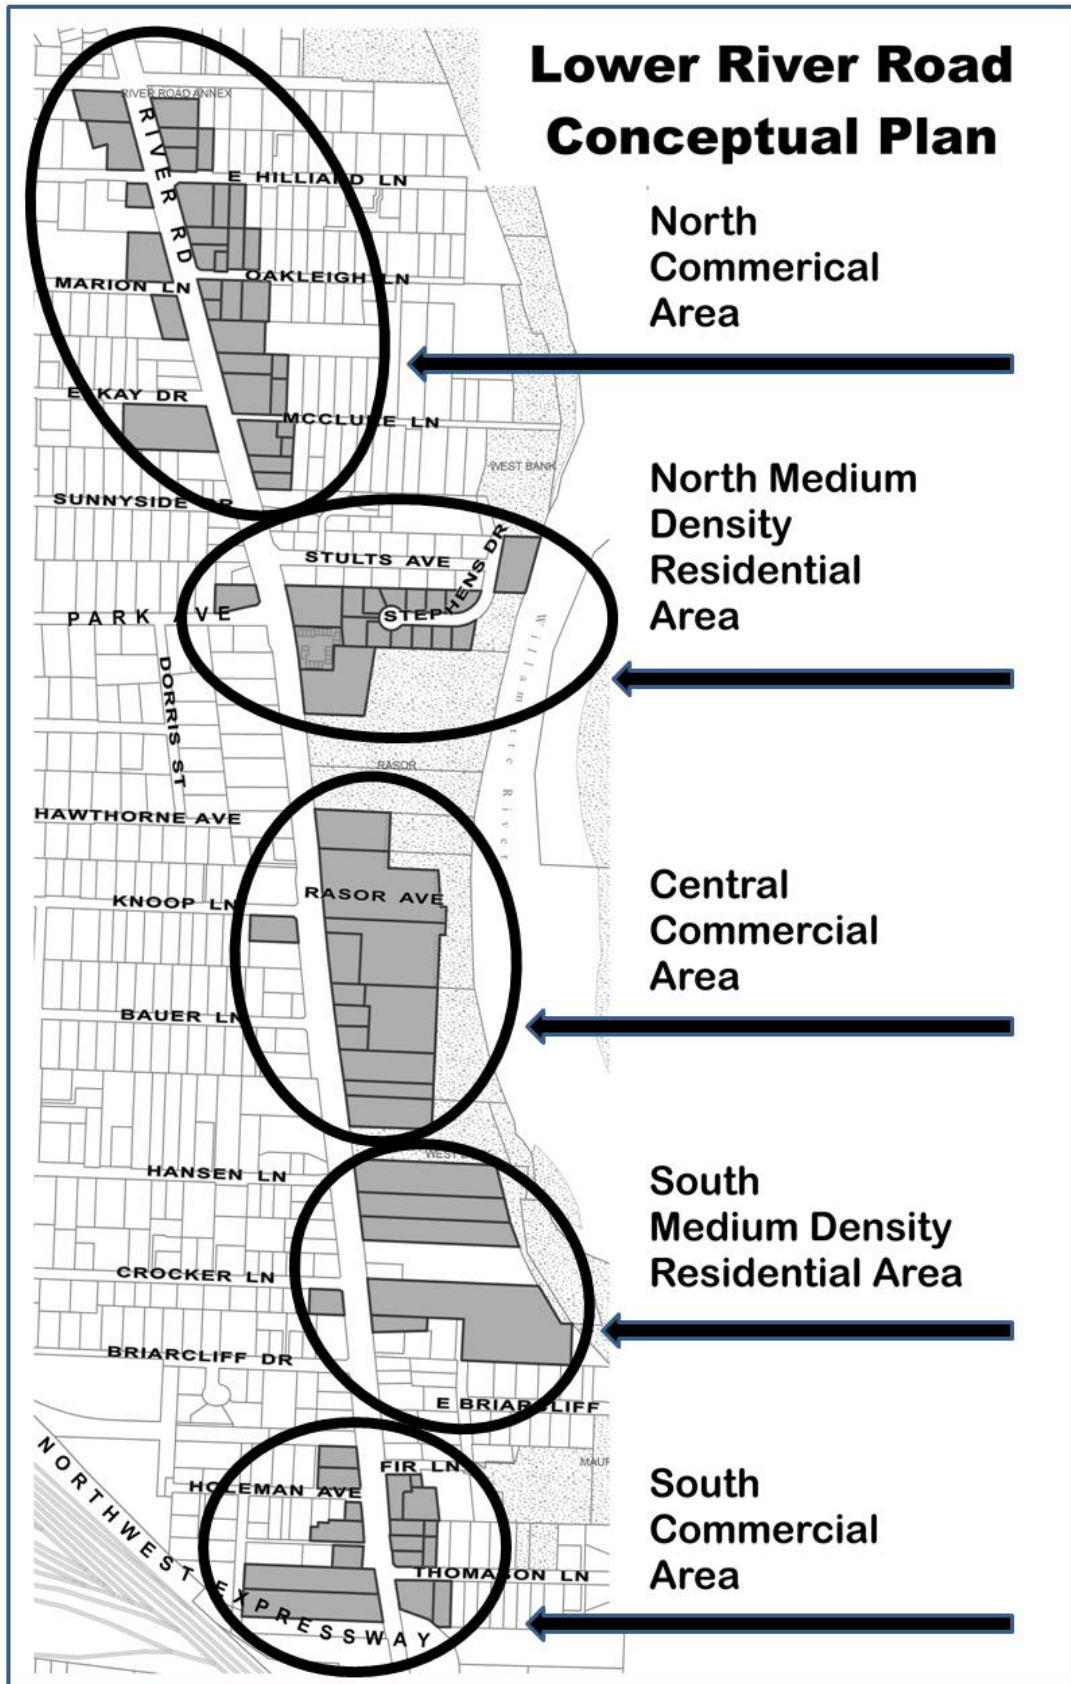 Lower River Road
Conceptual Plan
North
Commerical
Area
North Medium
Density
Residential
Area
Central
Commercial
Area
South
Medium Density
Residential Area
South
Commercial
Area
RIVER ROAD ANNEX
RIVER RD
E HILLIARD LN
OAKLEIGH LN
MARION LN
E KAY DR
MCCLURE LN
WEST BANK
SUNNYSIDE DR
STULTS AVE
STEPHENS DR
PARK AVE
DORRIS ST
Willamette River
RASOR
HAWTHORNE AVE
RASOR AVE
KNOOP LN
BAUER LN
WEST B
HANSEN LN
CROCKER LN
BRIARCLIFF DR
E BRIARCLIFF
FIR LN
MAUR
HOLEMAN AVE
THOMASON LN
NORTHWEST EXPRESSWAY